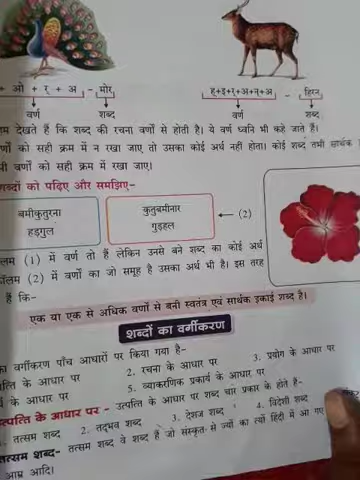 + ओ + र् + अ - मोर
ह्+इ+र्+अ+न्+अ - हिरन
वर्ण शब्द वर्ण शब्द
देखते हैं कि शब्द की रचना वर्णों से होती है। ये वर्ण ध्वनि भी कहे जाते हैं।
को सही क्रम में न रखा जाए तो उसका कोई अर्थ नहीं होता। कोई शब्द तभी सार्थक
वर्णों को सही क्रम में रखा जाए।
शब्दों को पढ़िए और समझिए-
बमीकुतुरना
हड़गुल
कुतुबमीनार
गुड़हल
(2)
(1) में वर्ण तो हैं लेकिन उनसे बने शब्द का कोई अर्थ
(2) में वर्णों का जो समूह है उसका अर्थ भी है। इस तरह
हैं कि-
एक या एक से अधिक वर्णों से बनी स्वतंत्र एवं सार्थक इकाई शब्द है।
शब्दों का वर्गीकरण
का वर्गीकरण पाँच आधारों पर किया गया है-
के आधार पर 2. रचना के आधार पर 3. प्रयोग के आधार पर
के आधार पर 5. व्याकरणिक प्रकार्य के आधार पर
के आधार पर - उत्पत्ति के आधार पर शब्द चार प्रकार के होते है-
तत्सम शब्द 2. तद्भव शब्द 3. देशज शब्द 4. विदेशी शब्द
तत्सम शब्द- तत्सम शब्द वे शब्द हैं जो संस्कृत से ज्यों का त्यों हिंदी में आ गए
आम्र आदि।